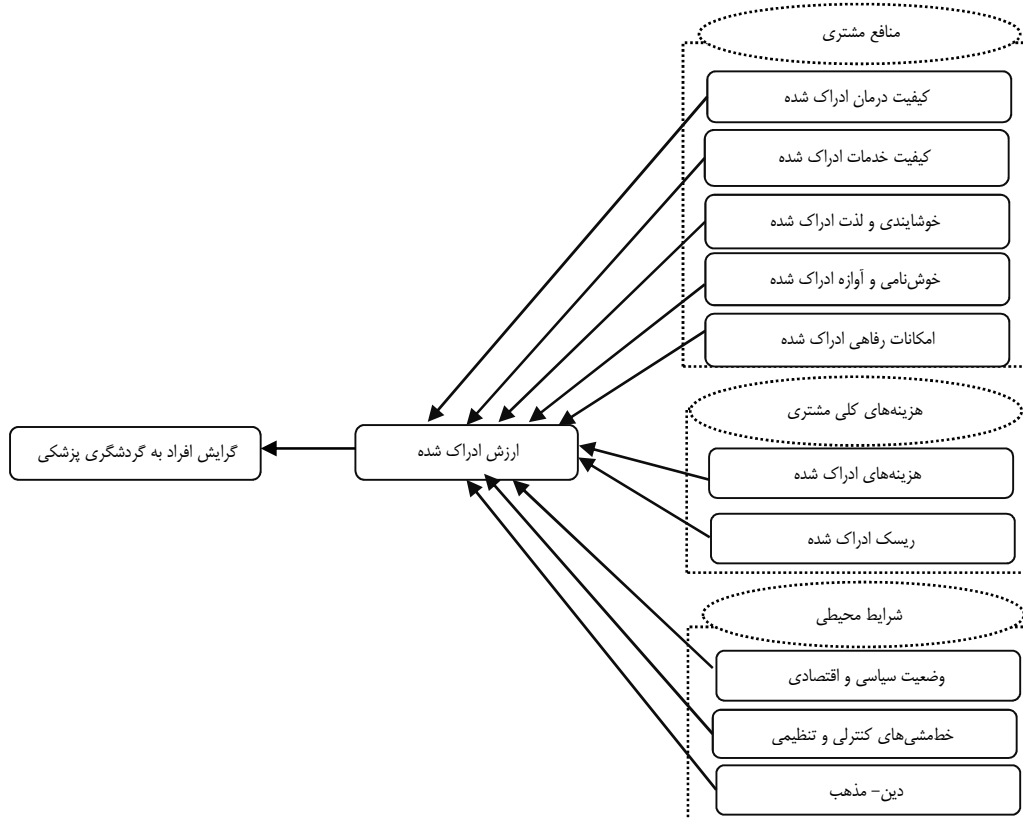 منافع مشتری
کیفیت درمان ادراک شده
کیفیت خدمات ادراک شده
خوشایندی و لذت ادراک شده
خوش‌نامی و آوازه ادراک شده
امکانات رفاهی ادراک شده
هزینه‌های کلی مشتری
هزینه‌های ادراک شده
ریسک ادراک شده
شرایط محیطی
وضعیت سیاسی و اقتصادی
خط‌مشی‌های کنترلی و تنظیمی
دین- مذهب
ارزش ادراک شده
گرایش افراد به گردشگری پزشکی